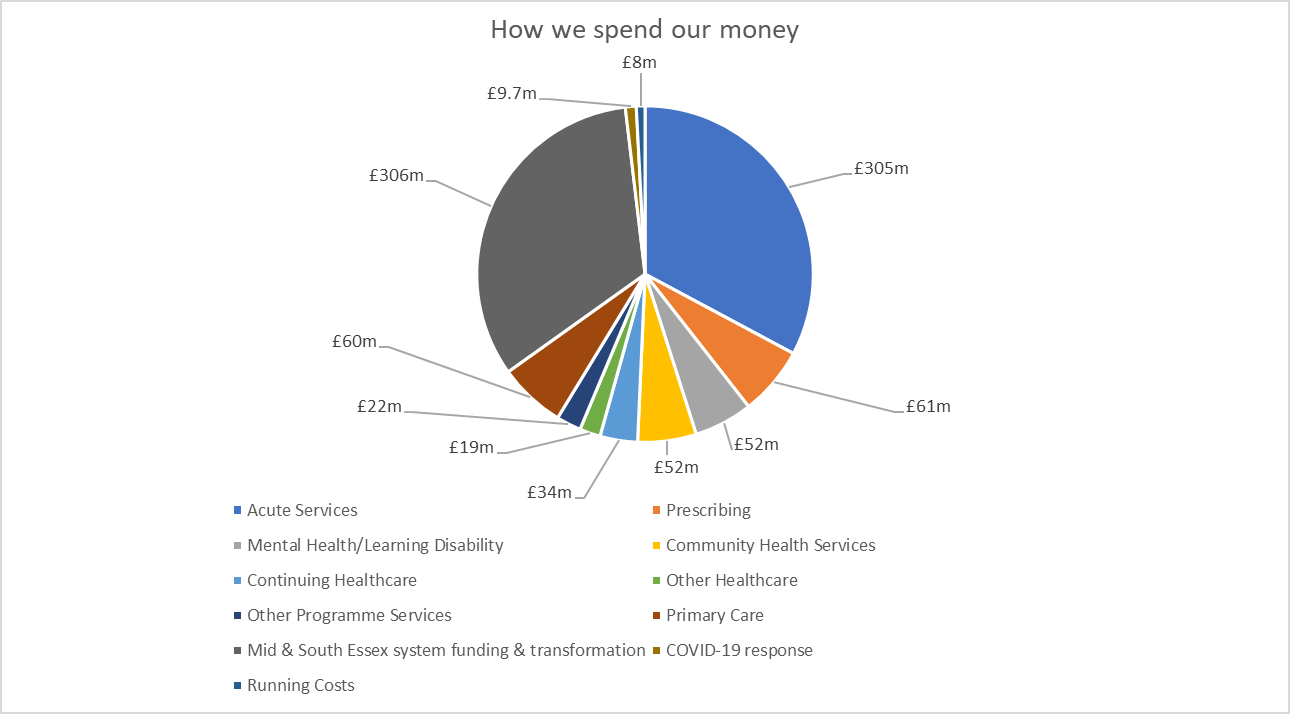 How we spend our money
£8m
£9.7m
£305m
£306m
£60m
£61m
£22m
£52m
£19m
£52m
£34m
Acute Services
Prescribing
Mental Health/Learning Disability
Community Health Services
Continuing Healthcare
Other Healthcare
Other Programme Services
Primary Care
Mid & South Essex system funding & transformation
COVID-19 response
Running Costs